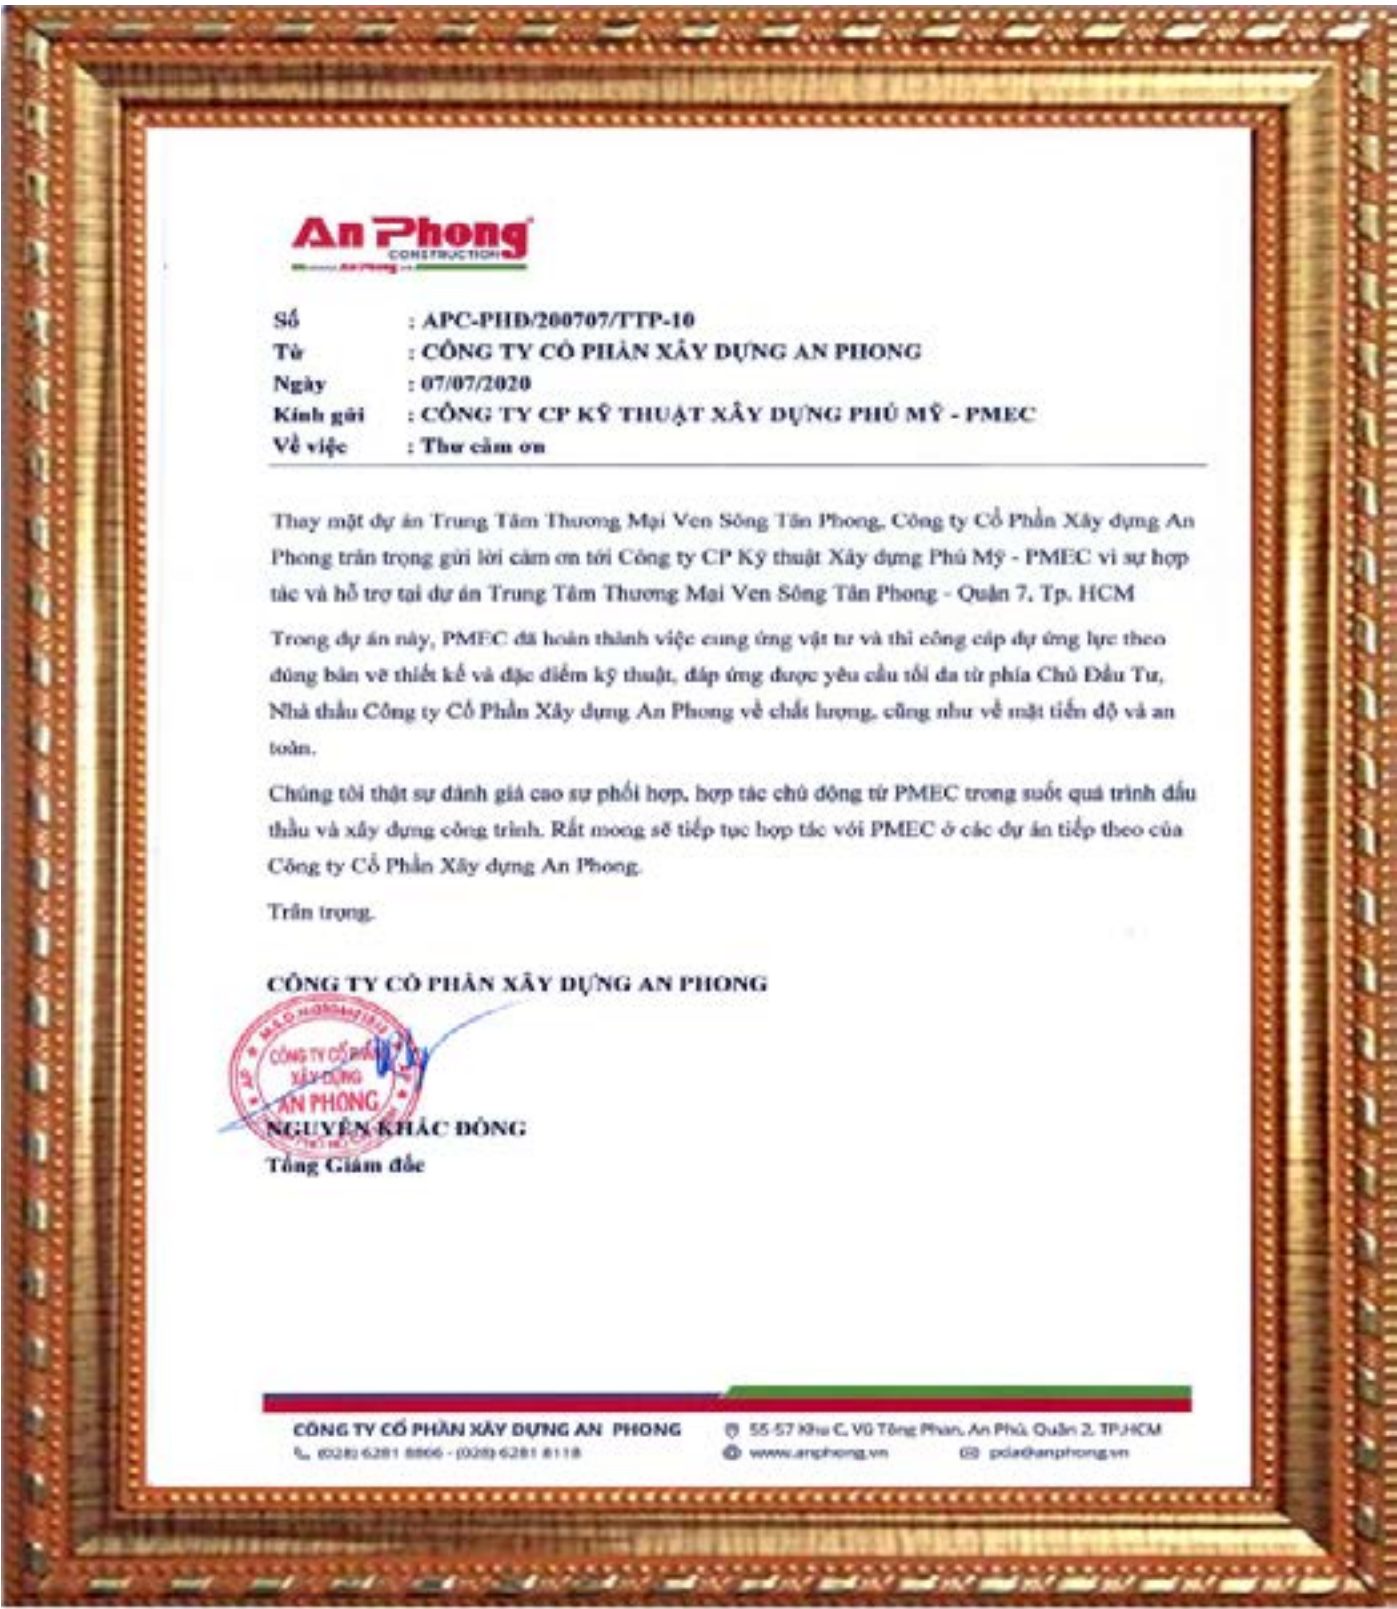 An Phong
CONSTRUCTION
Số : APC-PHĐ/200707/TTP-10
Từ : CÔNG TY CỔ PHẦN XÂY DỰNG AN PHONG
Ngày : 07/07/2020
Kính gửi : CÔNG TY CP KỸ THUẬT XÂY DỰNG PHÚ MỸ - PMEC
Về việc : Thư cảm ơn
Thay mặt dự án Trung Tâm Thương Mại Ven Sông Tân Phong, Công ty Cổ Phần Xây dựng An
Phong trân trọng gửi lời cảm ơn tới Công ty CP Kỹ thuật Xây dựng Phú Mỹ - PMEC vì sự hợp
tác và hỗ trợ tại dự án Trung Tâm Thương Mại Ven Sông Tân Phong - Quận 7, Tp. HCM
Trong dự án này, PMEC đã hoàn thành việc cung ứng vật tư và thi công cáp dự ứng lực theo
đúng bản vẽ thiết kế và đặc điểm kỹ thuật, đáp ứng được yêu cầu tối đa từ phía Chủ Đầu Tư,
Nhà thầu Công ty Cổ Phần Xây dựng An Phong về chất lượng, cũng như về mặt tiến độ và an
toàn.
Chúng tôi thật sự đánh giá cao sự phối hợp, hợp tác chủ động từ PMEC trong suốt quá trình đấu
thầu và xây dựng công trình. Rất mong sẽ tiếp tục hợp tác với PMEC ở các dự án tiếp theo của
Công ty Cổ Phần Xây dựng An Phong.
Trân trọng.
CÔNG TY CỔ PHẦN XÂY DỰNG AN PHONG
CÔNG TY CỔ PHẦN
XÂY DỰNG
AN PHONG
NGUYỄN KHẮC ĐỒNG
Tổng Giám đốc
CÔNG TY CỔ PHẦN XÂY DỰNG AN PHONG
55-57 Khu C, Vũ Tông Phan, An Phú, Quận 2, TP.HCM
(028) 6281 8866 - (028) 6281 8118
www.anphong.vn
pda@anphong.vn